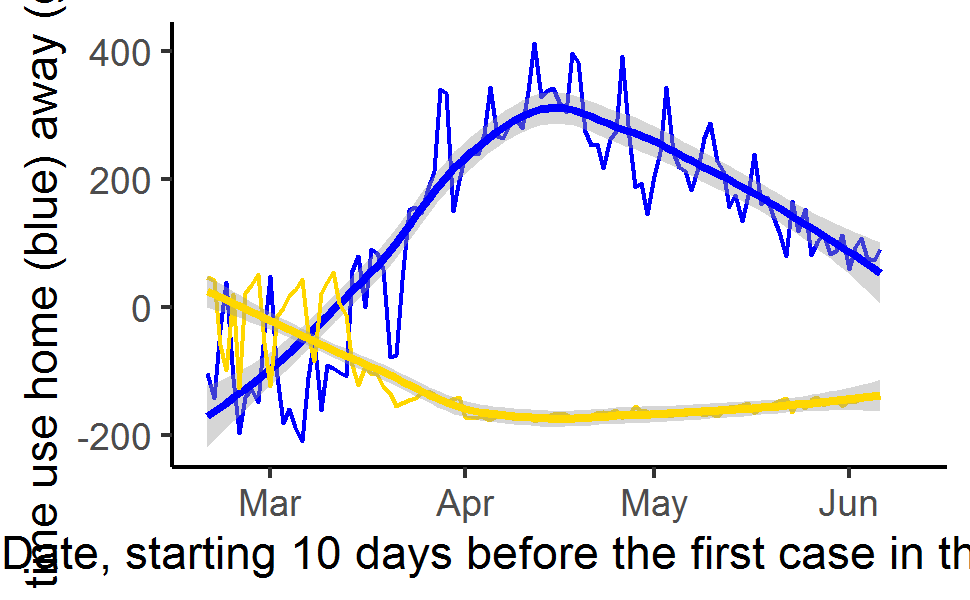 time use home (blue) away (
400
200
0
-200
Mar Apr May Jun
Date, starting 10 days before the first case in th